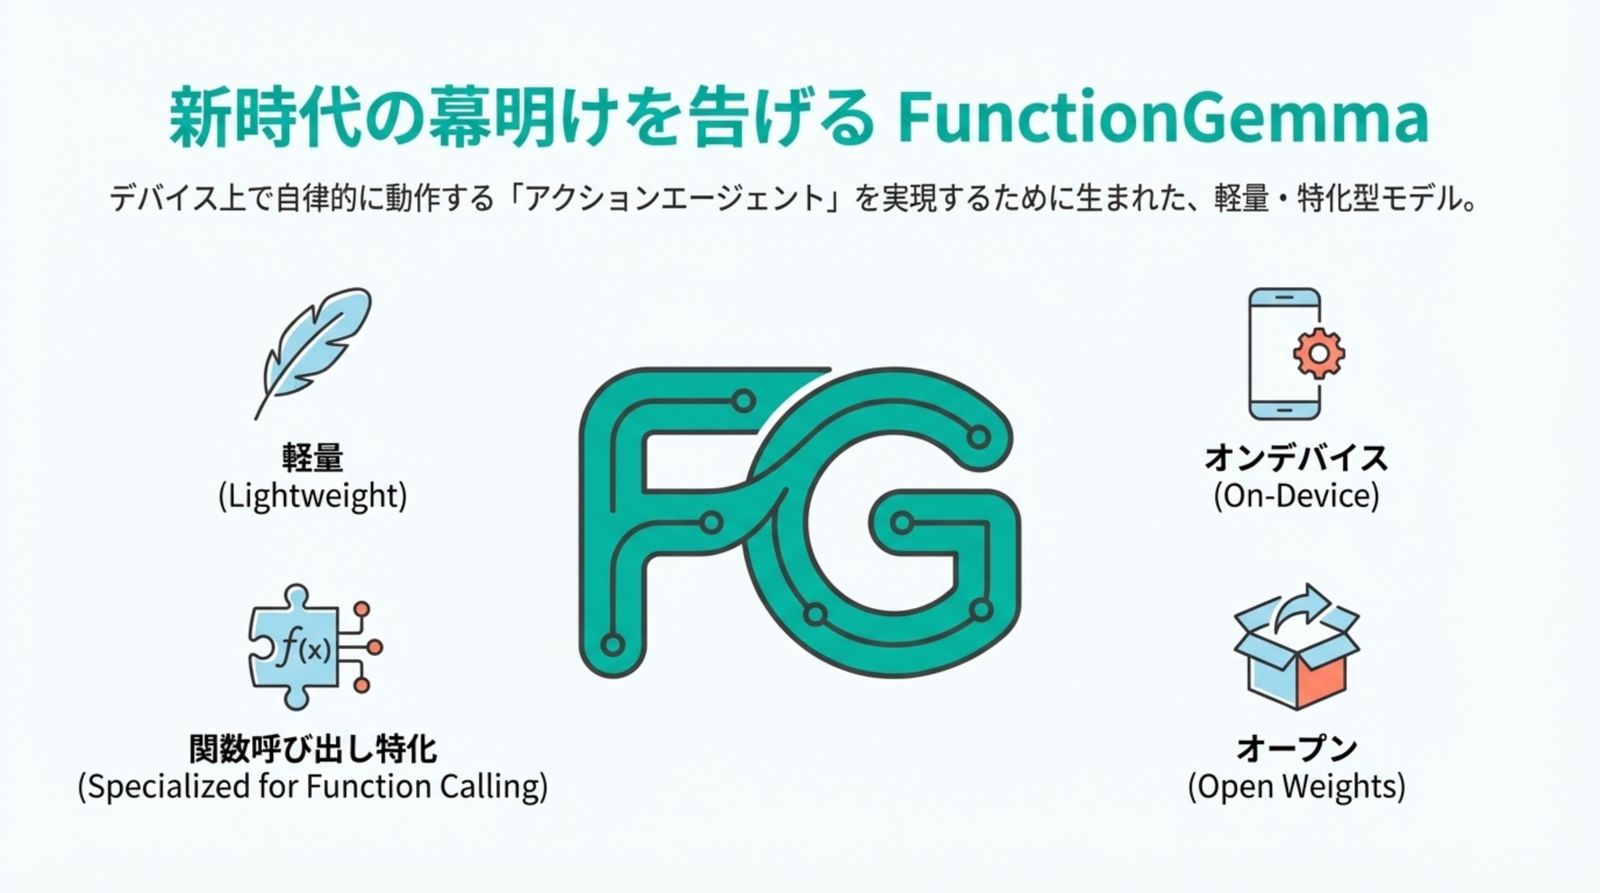 新時代の幕明けを告げる FunctionGemma
デバイス上で自律的に動作する「アクションエージェント」を実現するために生まれた、軽量・特化型モデル。
軽量
(Lightweight)
オンデバイス
(On-Device)
FG
f(x)
関数呼び出し特化
(Specialized for Function Calling)
オープン
(Open Weights)